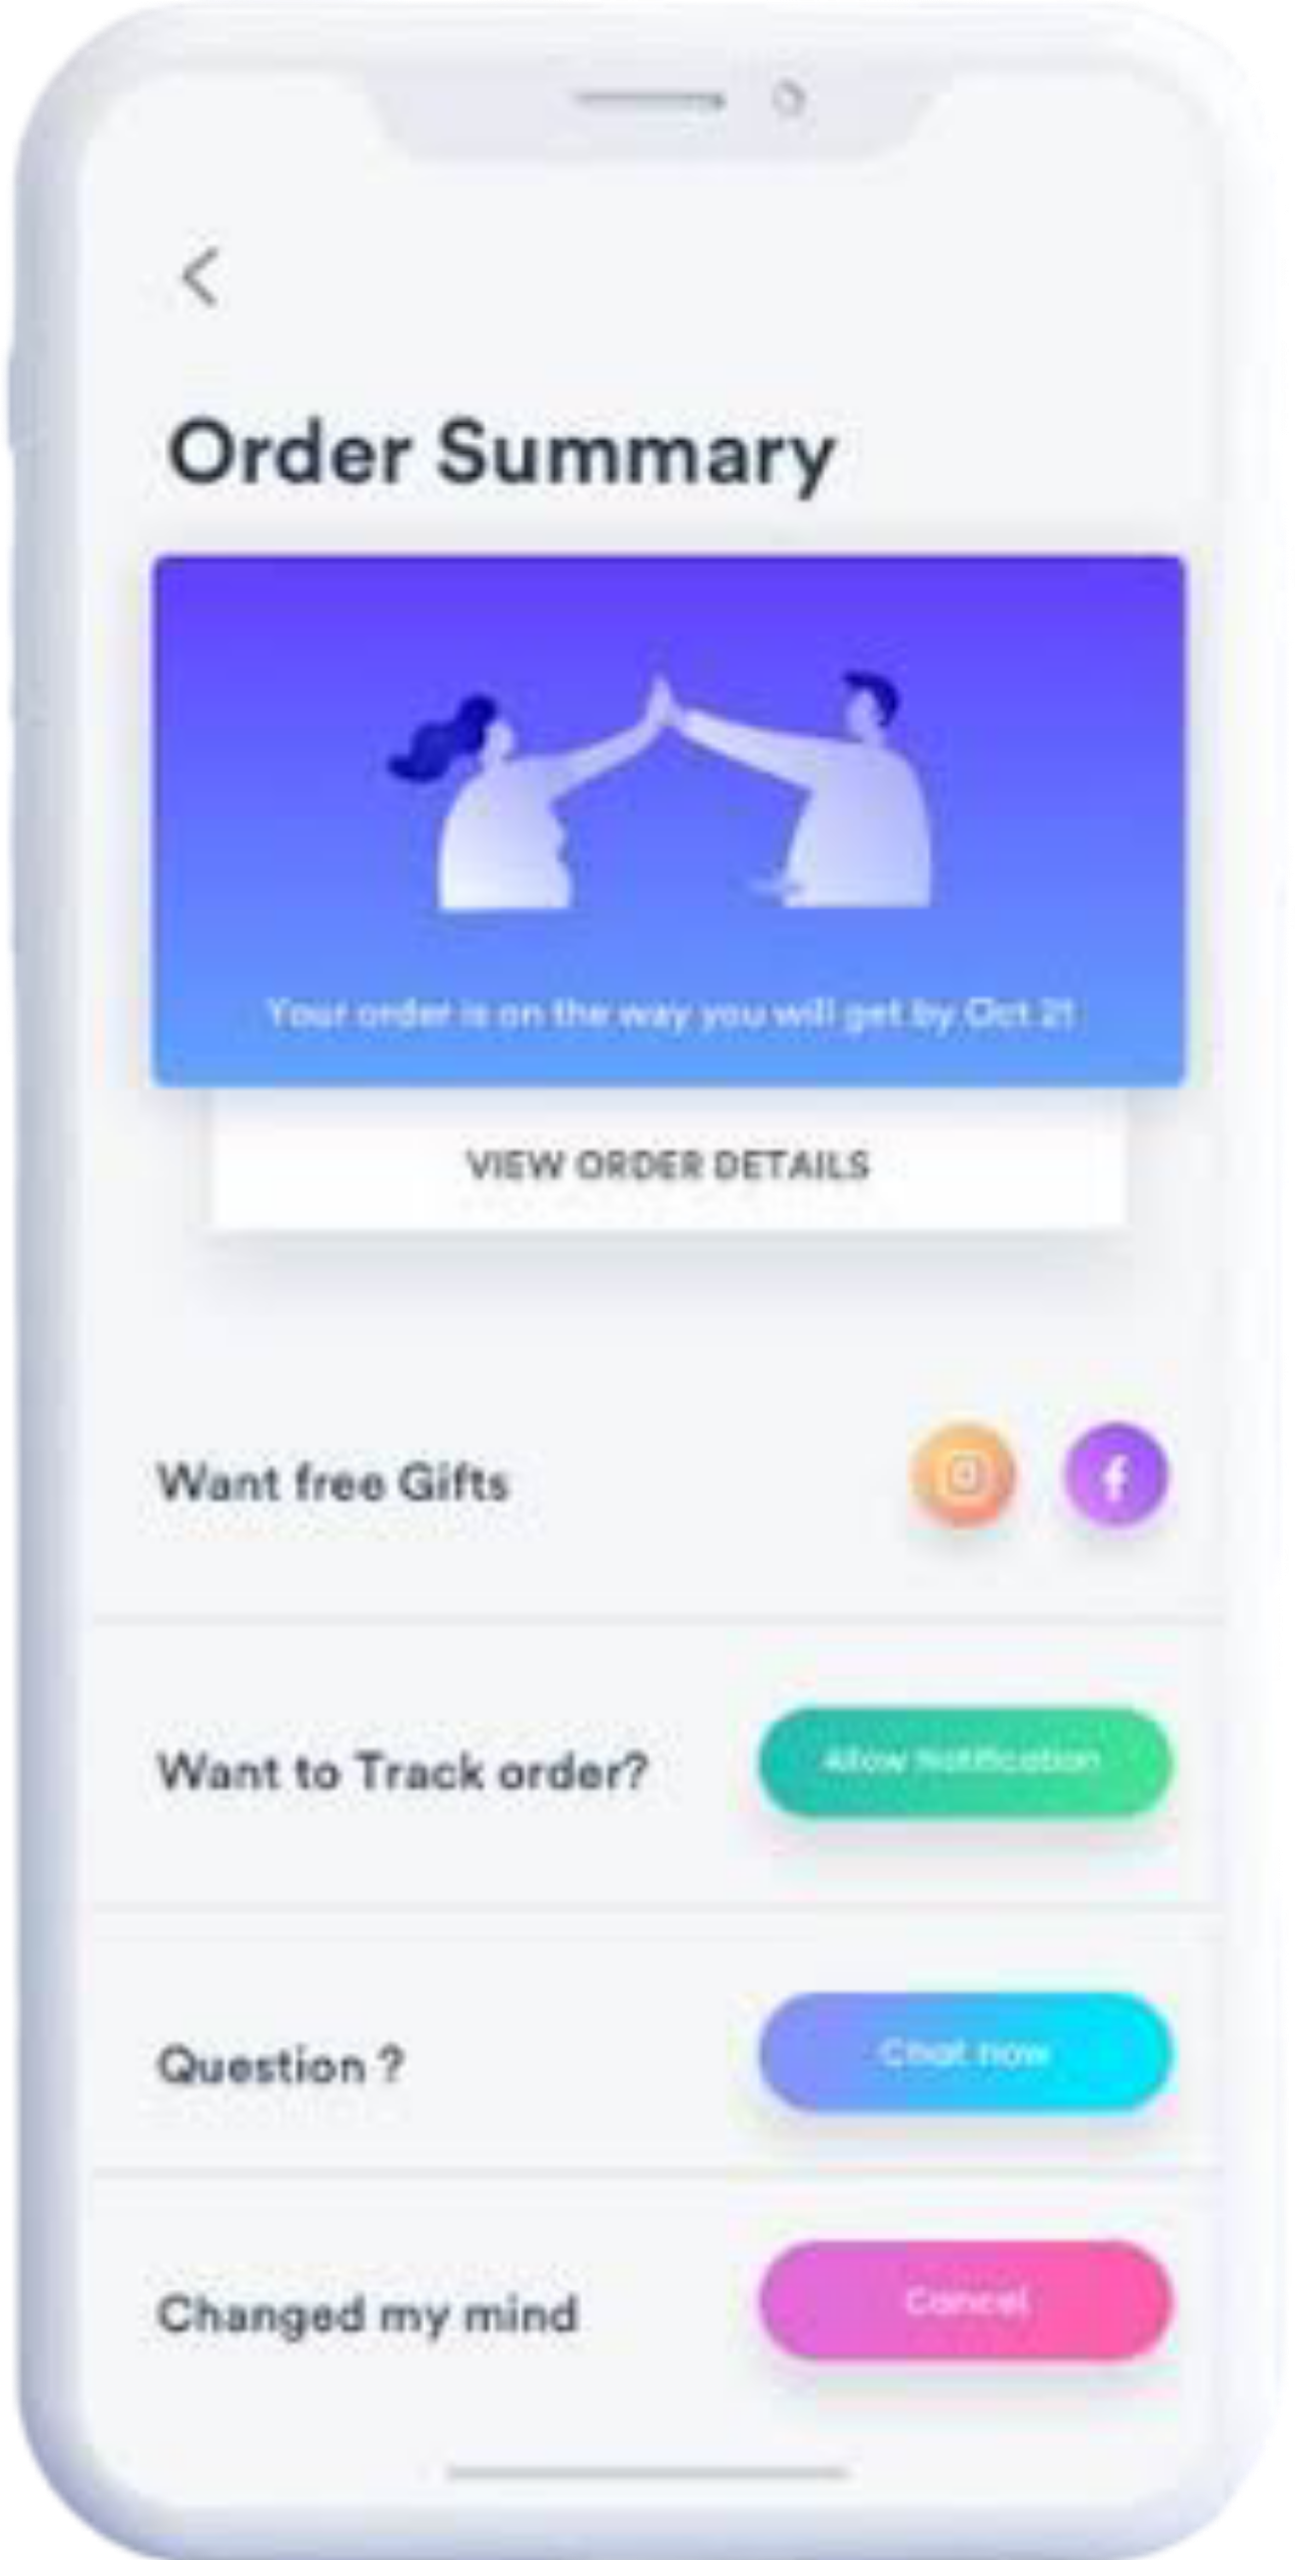 Order Summary
Your order is on the way you will get by Oct 21
VIEW ORDER DETAILS
Want free Gifts
Want to Track order?
Allow Notification
Question ?
Chat now
Changed my mind
Cancel